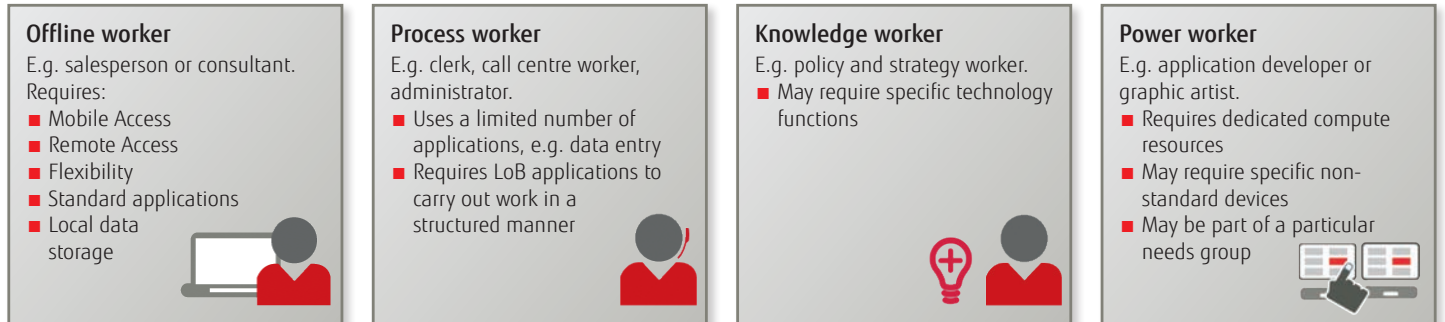 Offline worker
E.g. salesperson or consultant.
Requires:
Mobile Access
Remote Access
Flexibility
Standard applications
Local data
storage
Process worker
E.g. clerk, call centre worker,
administrator.
Uses a limited number of
applications, e.g. data entry
Requires LoB applications to
carry out work in a
structured manner
Knowledge worker
E.g. policy and strategy worker.
May require specific technology
functions
Power worker
E.g. application developer or
graphic artist.
Requires dedicated compute
resources
May require specific non-
standard devices
May be part of a particular
needs group